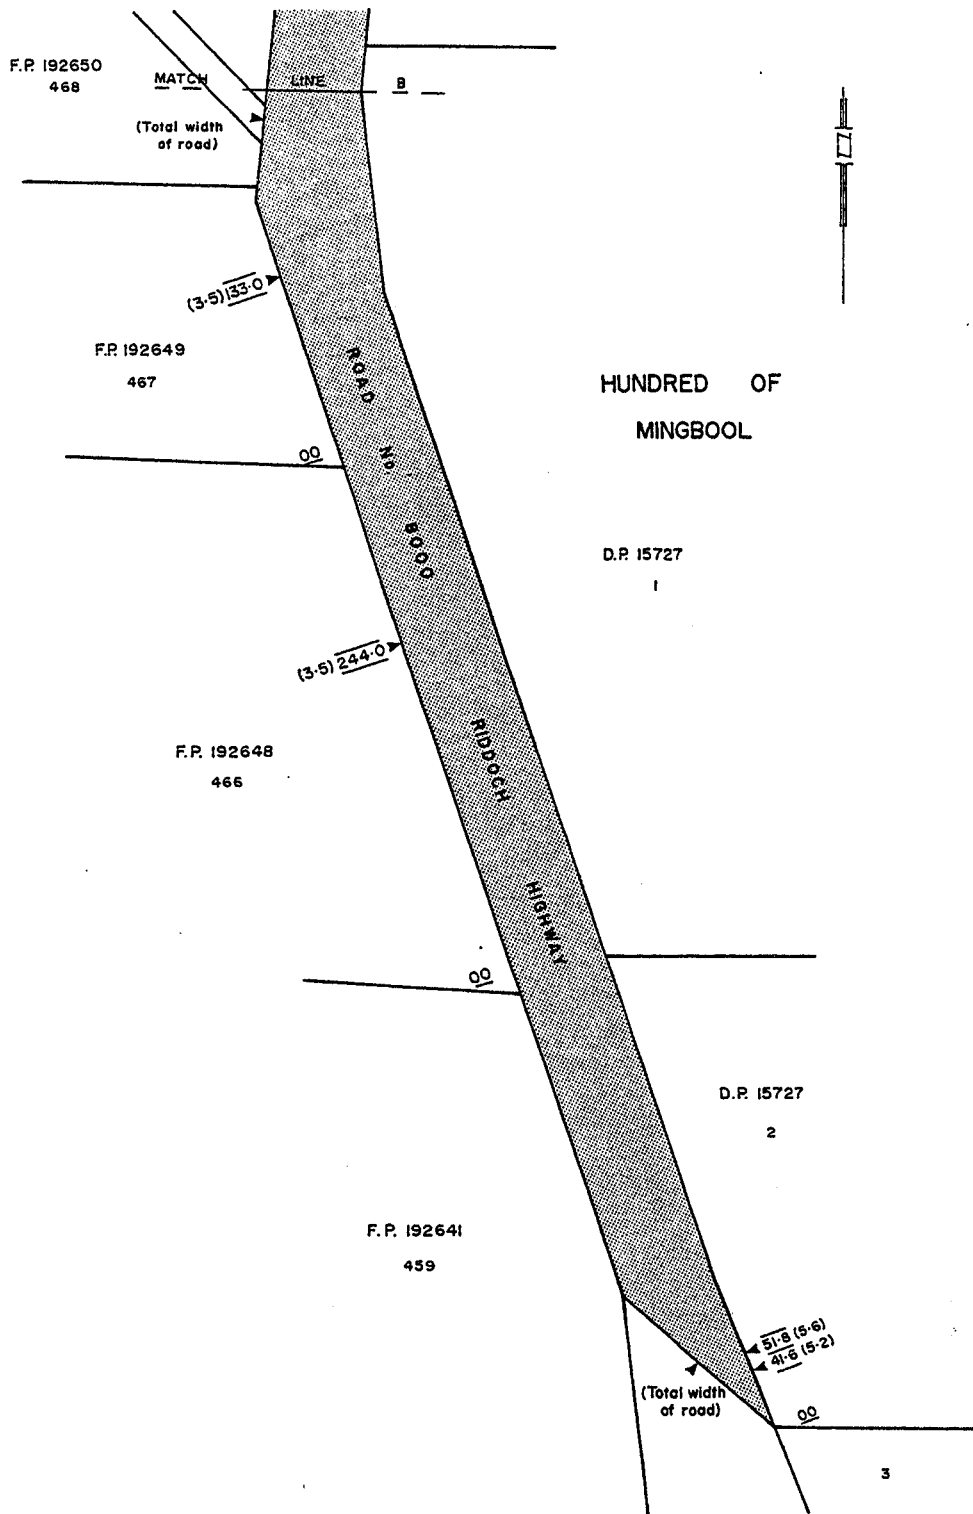 F.P. 192650
468
MATCH LINE B
(Total width
of road)
(3·5) 133·0
F.P. 192649
467
HUNDRED OF
MINGBOOL
ROAD No. 8000
00
D.P. 15727
1
(3·5) 244·0
RIDDOCH
F.P. 192648
466
HIGHWAY
00
D.P. 15727
2
F.P. 192641
459
51·8 (5·6)
41·6 (5·2)
(Total width
of road)
00
3